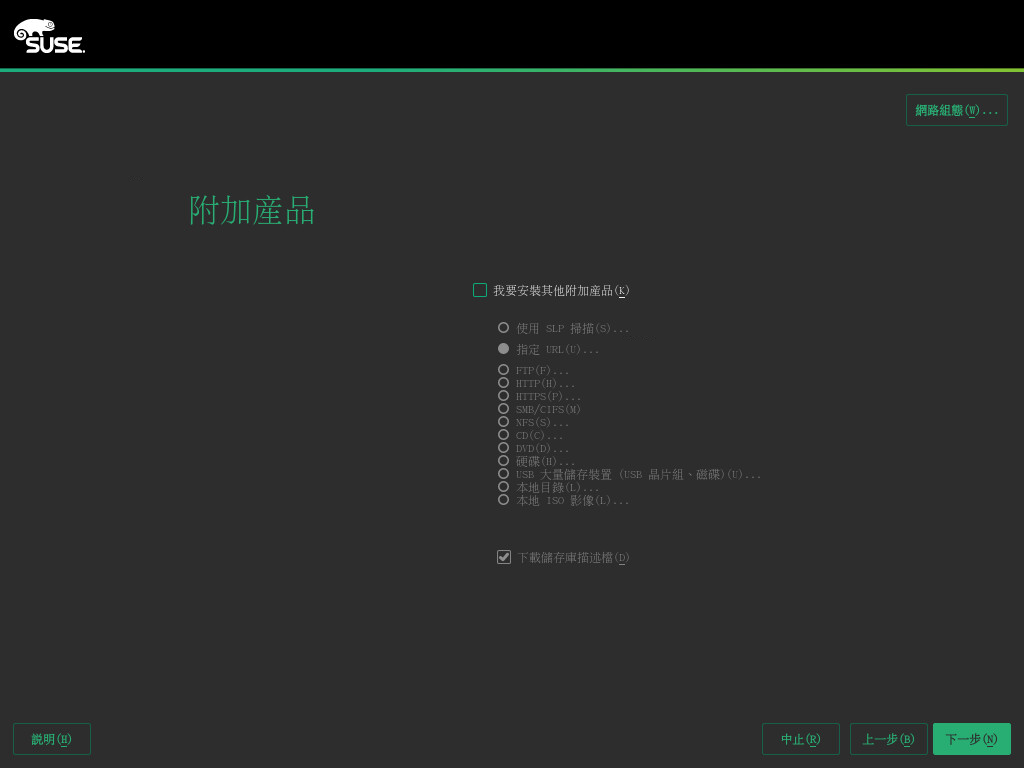 SUSE.
網路組態(W)...
附加產品
我要安裝其他附加產品(K)
使用 SLP 掃描(S)...
指定 URL(U)...
FTP(F)...
HTTP(H)...
HTTPS(P)...
SMB/CIFS(M)
NFS(S)...
CD(C)...
DVD(D)...
硬碟(H)...
USB 大量儲存裝置 (USB 晶片組、磁碟)(U)...
本地目錄(L)...
本地 ISO 影像(L)...
下載儲存庫描述檔(D)
說明(H)
中止(R)
上一步(B)
下一步(N)